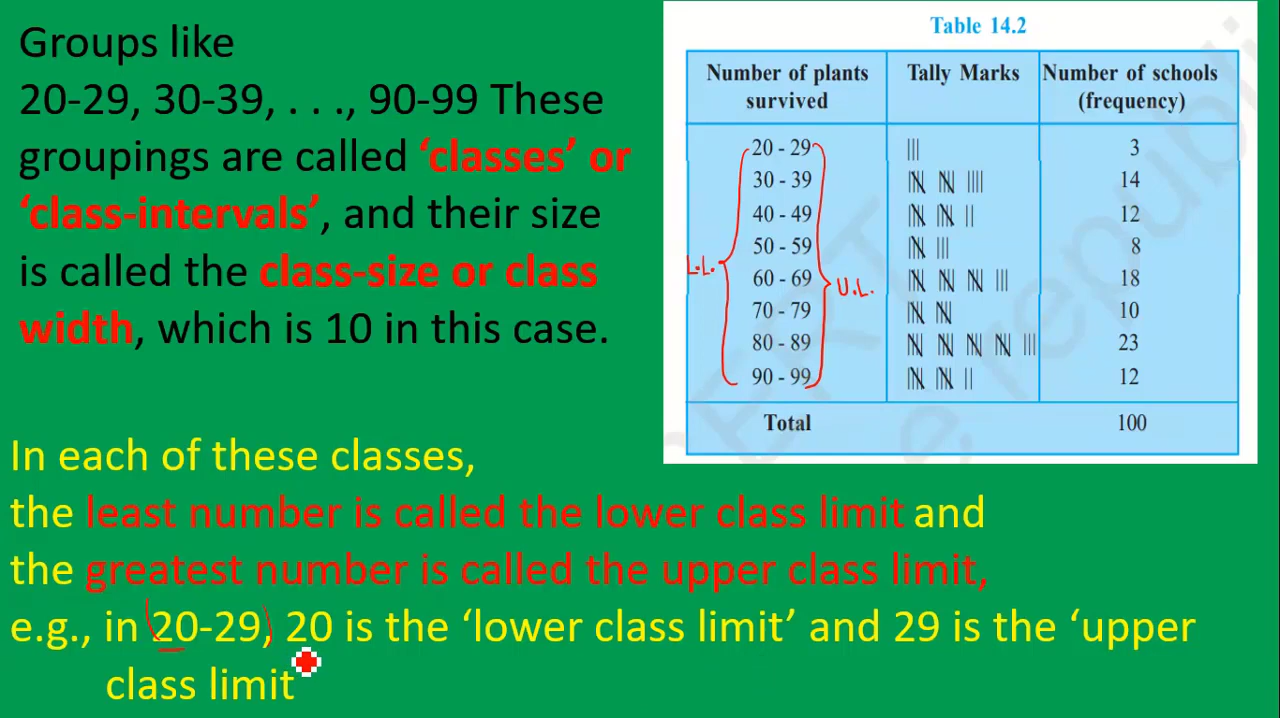 Groups like
20-29, 30-39, . . ., 90-99 These
groupings are called ‘classes’ or
‘class-intervals’, and their size
is called the class-size or class
width, which is 10 in this case.
In each of these classes,
the least number is called the lower class limit and
the greatest number is called the upper class limit,
e.g., in 20-29, 20 is the ‘lower class limit’ and 29 is the ‘upper
class limit’
Table 14.2
Number of plants survived Tally Marks Number of schools (frequency)
20 - 29 3
30 - 39 14
40 - 49 12
50 - 59 8
60 - 69 18
70 - 79 10
80 - 89 23
90 - 99 12
Total 100
L.L.
U.L.